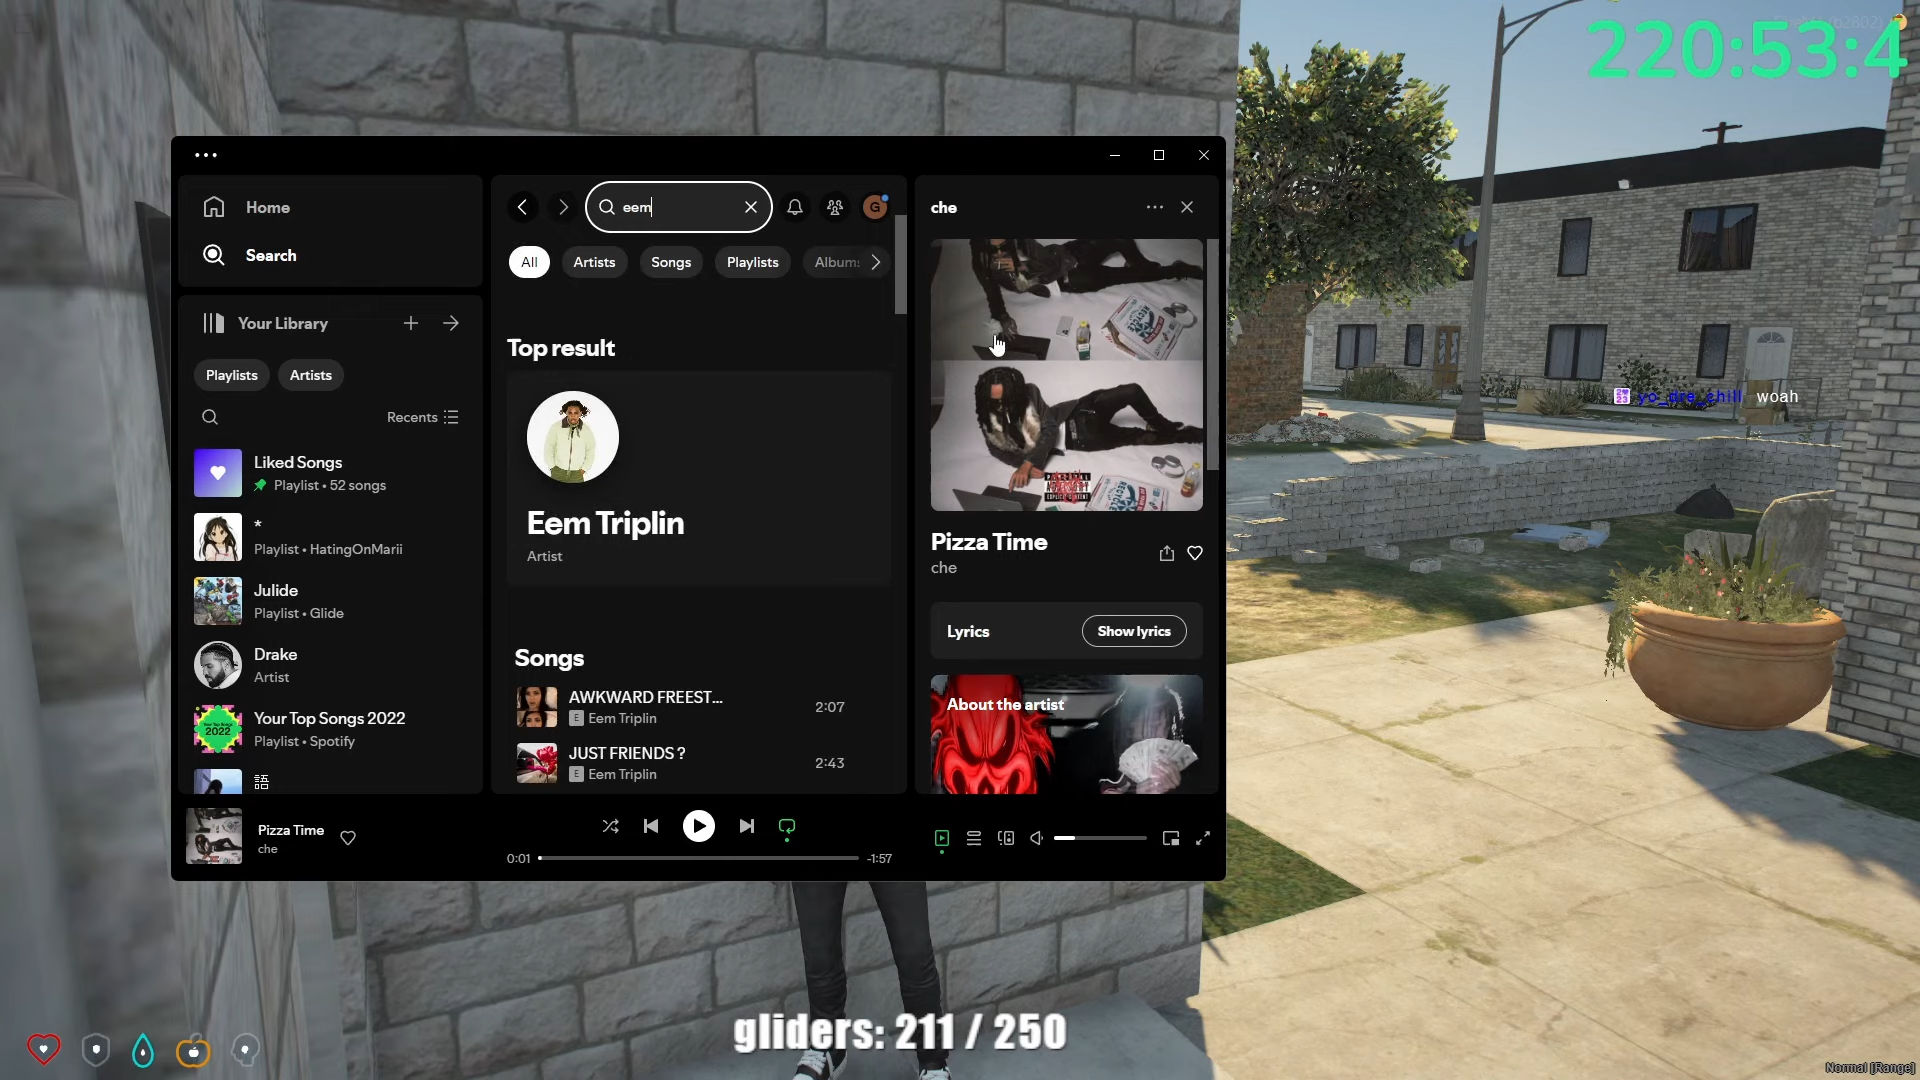 220:53:4
Home
Search
Your Library
Playlists
Artists
Recents
Liked Songs
Playlist • 52 songs
*
Playlist • HatingOnMarii
Julide
Playlist • Glide
Drake
Artist
Your Top Songs 2022
Playlist • Spotify
語
eem
G
All
Artists
Songs
Playlists
Album
Top result
Eem Triplin
Artist
Songs
AWKWARD FREEST...
E Eem Triplin
2:07
JUST FRIENDS ?
E Eem Triplin
2:43
che
Pizza Time
che
Lyrics
Show lyrics
About the artist
Pizza Time
che
0:01
-1:57
yo_dre_chill woah
gliders: 211 / 250
Normal [Range]